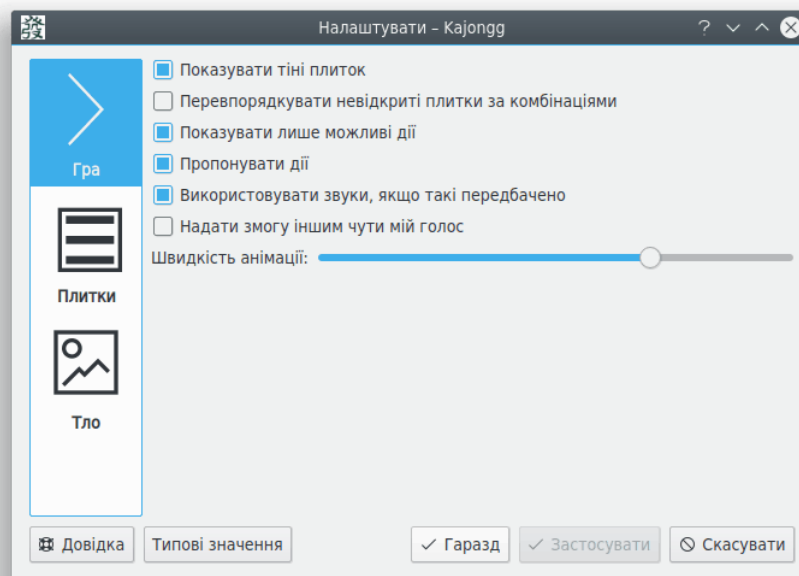 Налаштувати – Kajongg
Показувати тіні плиток
Перевпорядкувати невідкриті плитки за комбінаціями
Показувати лише можливі дії
Пропонувати дії
Використовувати звуки, якщо такі передбачено
Надати змогу іншим чути мій голос
Швидкість анімації:
Гра
Плитки
Тло
Довідка
Типові значення
Гаразд
Застосувати
Скасувати